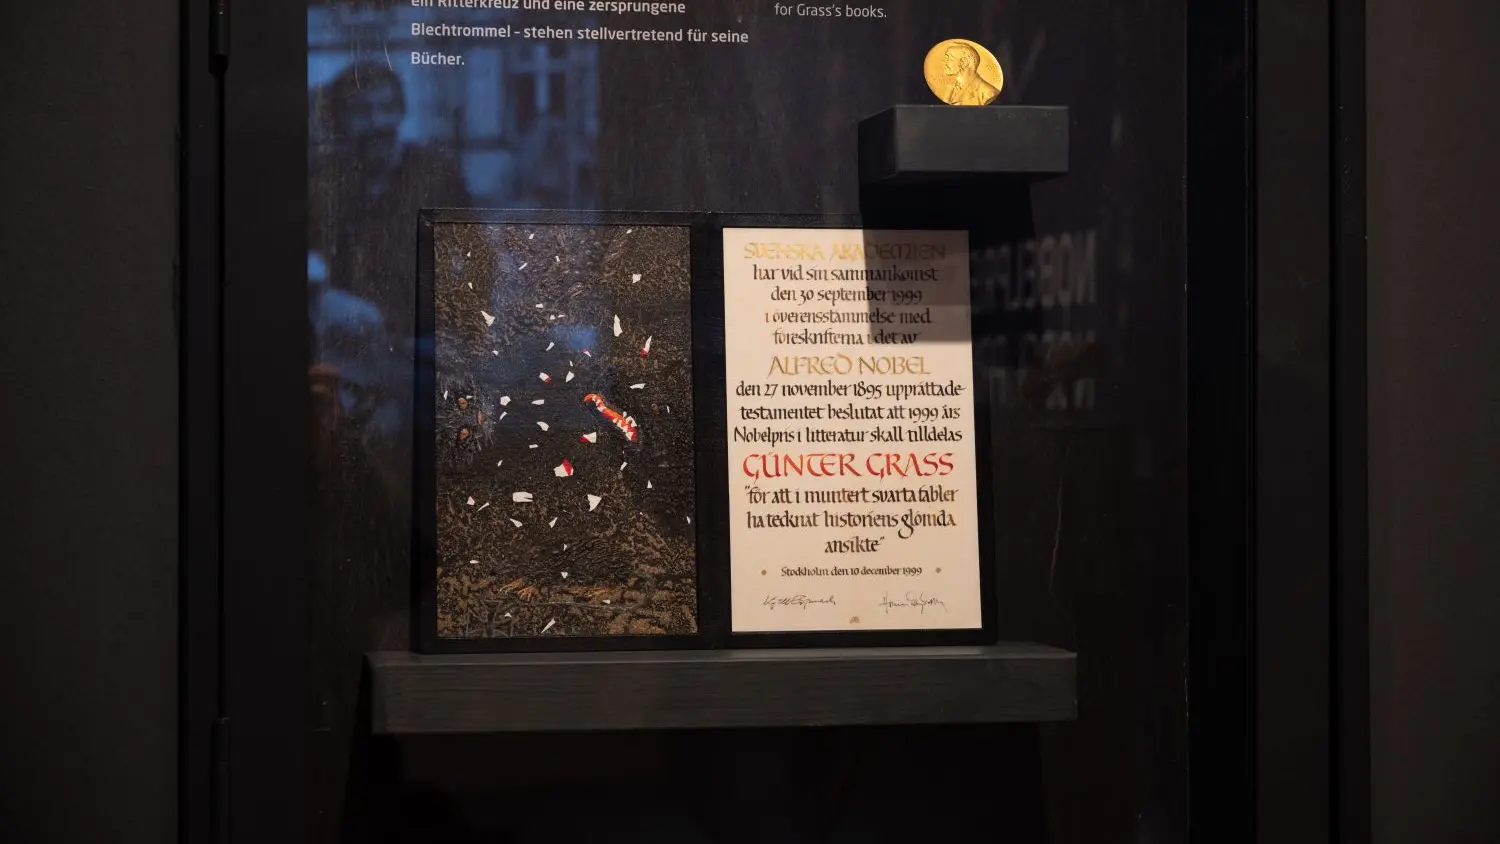 ein Ritterkreuz und eine zersprungene
Blechtrommel – stehen stellvertretend für seine
Bücher.
for Grass's books.
SVENSKA AKADEMIEN
har vid sin sammankomst
den 30 september 1999
i överensstämmelse med
föreskrifterna i det av
ALFRED NOBEL
den 27 november 1895 upprättade
testamentet beslutat att 1999 års
Nobelpris i litteratur skall tilldelas
GÜNTER GRASS
"för att i muntert svarta fabler
ha tecknat historiens glömda
ansikte"
Stockholm den 10 december 1999